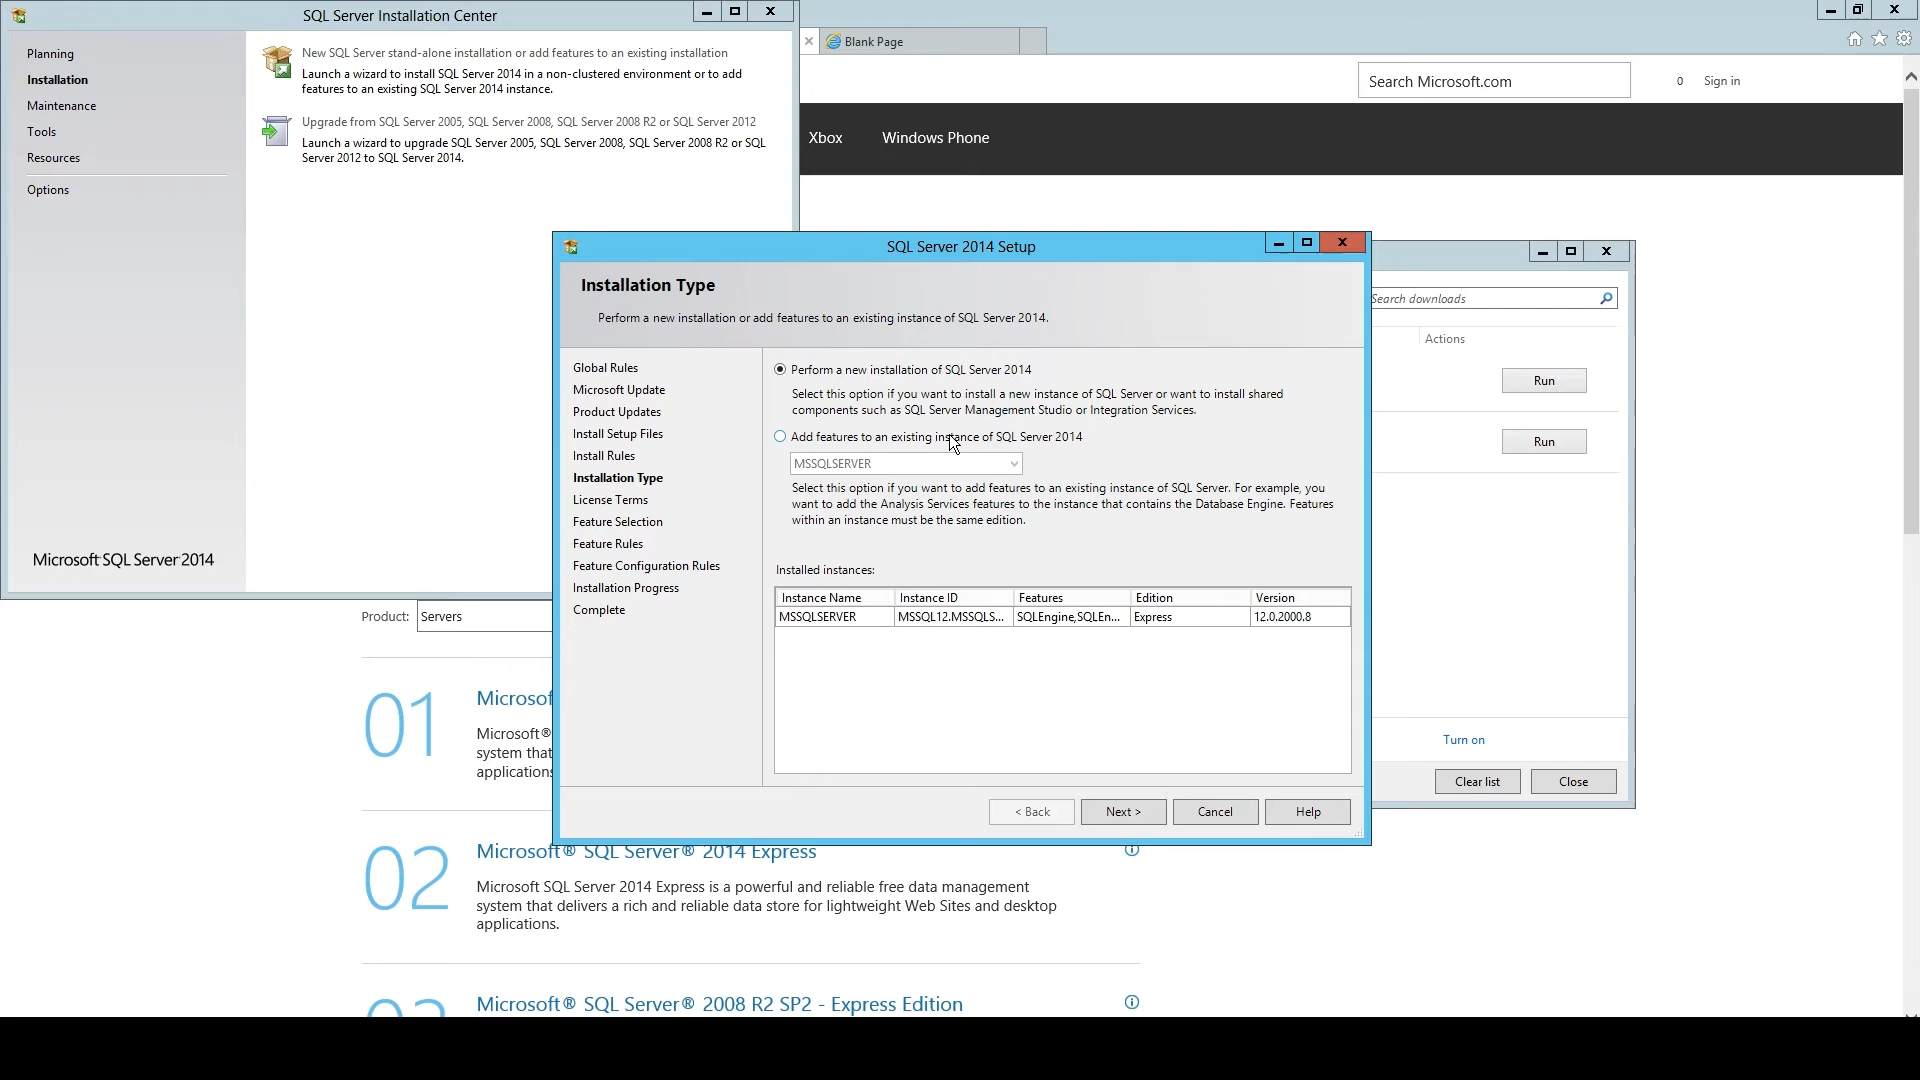 SQL Server Installation Center
Planning
Installation
Maintenance
Tools
Resources
Options
New SQL Server stand-alone installation or add features to an existing installation
Launch a wizard to install SQL Server 2014 in a non-clustered environment or to add
features to an existing SQL Server 2014 instance.
Upgrade from SQL Server 2005, SQL Server 2008, SQL Server 2008 R2 or SQL Server 2012
Launch a wizard to upgrade SQL Server 2005, SQL Server 2008, SQL Server 2008 R2 or SQL
Server 2012 to SQL Server 2014.
Microsoft SQL Server 2014
Blank Page
Search Microsoft.com
0
Sign in
Xbox
Windows Phone
SQL Server 2014 Setup
Installation Type
Perform a new installation or add features to an existing instance of SQL Server 2014.
Global Rules
Microsoft Update
Product Updates
Install Setup Files
Install Rules
Installation Type
License Terms
Feature Selection
Feature Rules
Feature Configuration Rules
Installation Progress
Complete
Perform a new installation of SQL Server 2014
Select this option if you want to install a new instance of SQL Server or want to install shared
components such as SQL Server Management Studio or Integration Services.
Add features to an existing instance of SQL Server 2014
MSSQLSERVER
Select this option if you want to add features to an existing instance of SQL Server. For example, you
want to add the Analysis Services features to the instance that contains the Database Engine. Features
within an instance must be the same edition.
Installed instances:
Instance Name Instance ID Features Edition Version
MSSQLSERVER MSSQL12.MSSQLS... SQLEngine,SQLEn... Express 12.0.2000.8
< Back
Next >
Cancel
Help
Search downloads
Actions
Run
Run
Turn on
Clear list
Close
Product: Servers
01
Microsof
Microsoft®
system that
applications
02
Microsoft® SQL Server® 2014 Express
Microsoft SQL Server 2014 Express is a powerful and reliable free data management
system that delivers a rich and reliable data store for lightweight Web Sites and desktop
applications.
Microsoft® SQL Server® 2008 R2 SP2 - Express Edition